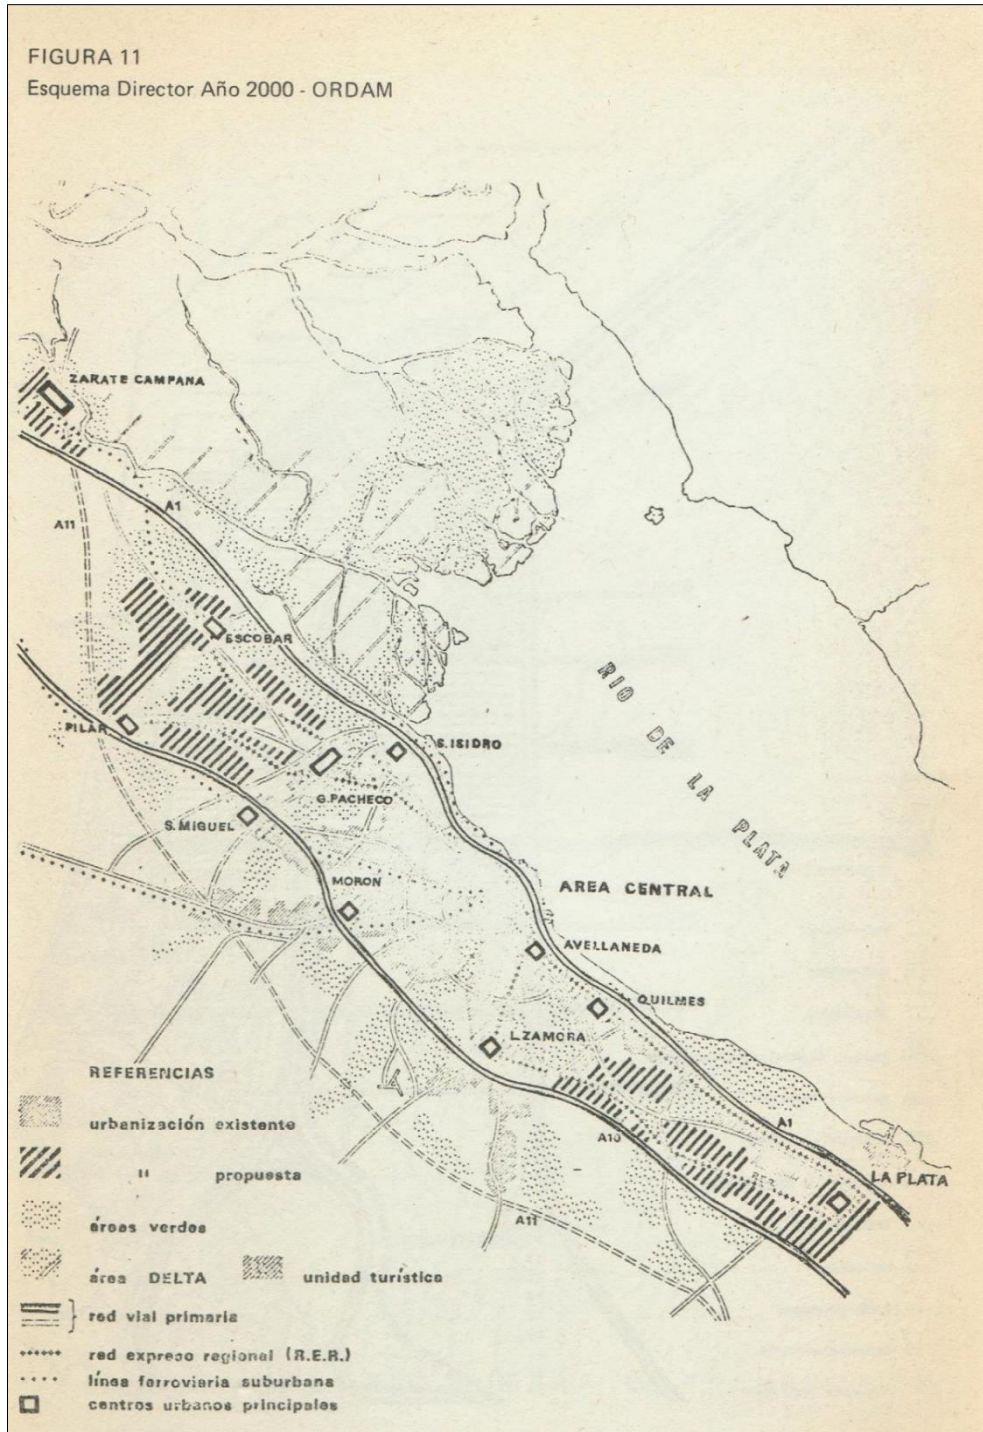 FIGURA 11
Esquema Director Año 2000 - ORDAM
ZARATE CAMPANA
A1
A11
ESCOBAR
PILAR
S. ISIDRO
G. PACHECO
S. MIGUEL
RIO DE LA PLATA
MORON
AREA CENTRAL
AVELLANEDA
QUILMES
L. ZAMORA
A1
A10
LA PLATA
A11
REFERENCIAS
urbanización existente
" propuesta
áreas verdes
área DELTA unidad turística
red vial primaria
red expreso regional (R.E.R.)
línea ferroviaria suburbana
centros urbanos principales